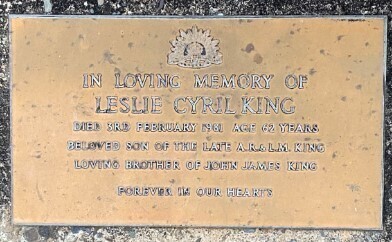 IN LOVING MEMORY OF
LESLIE CYRIL KING
DIED 3RD FEBRUARY 1981 AGE 62 YEARS
BELOVED SON OF THE LATE A.R. & L.M. KING
LOVING BROTHER OF JOHN JAMES KING
FOREVER IN OUR HEARTS